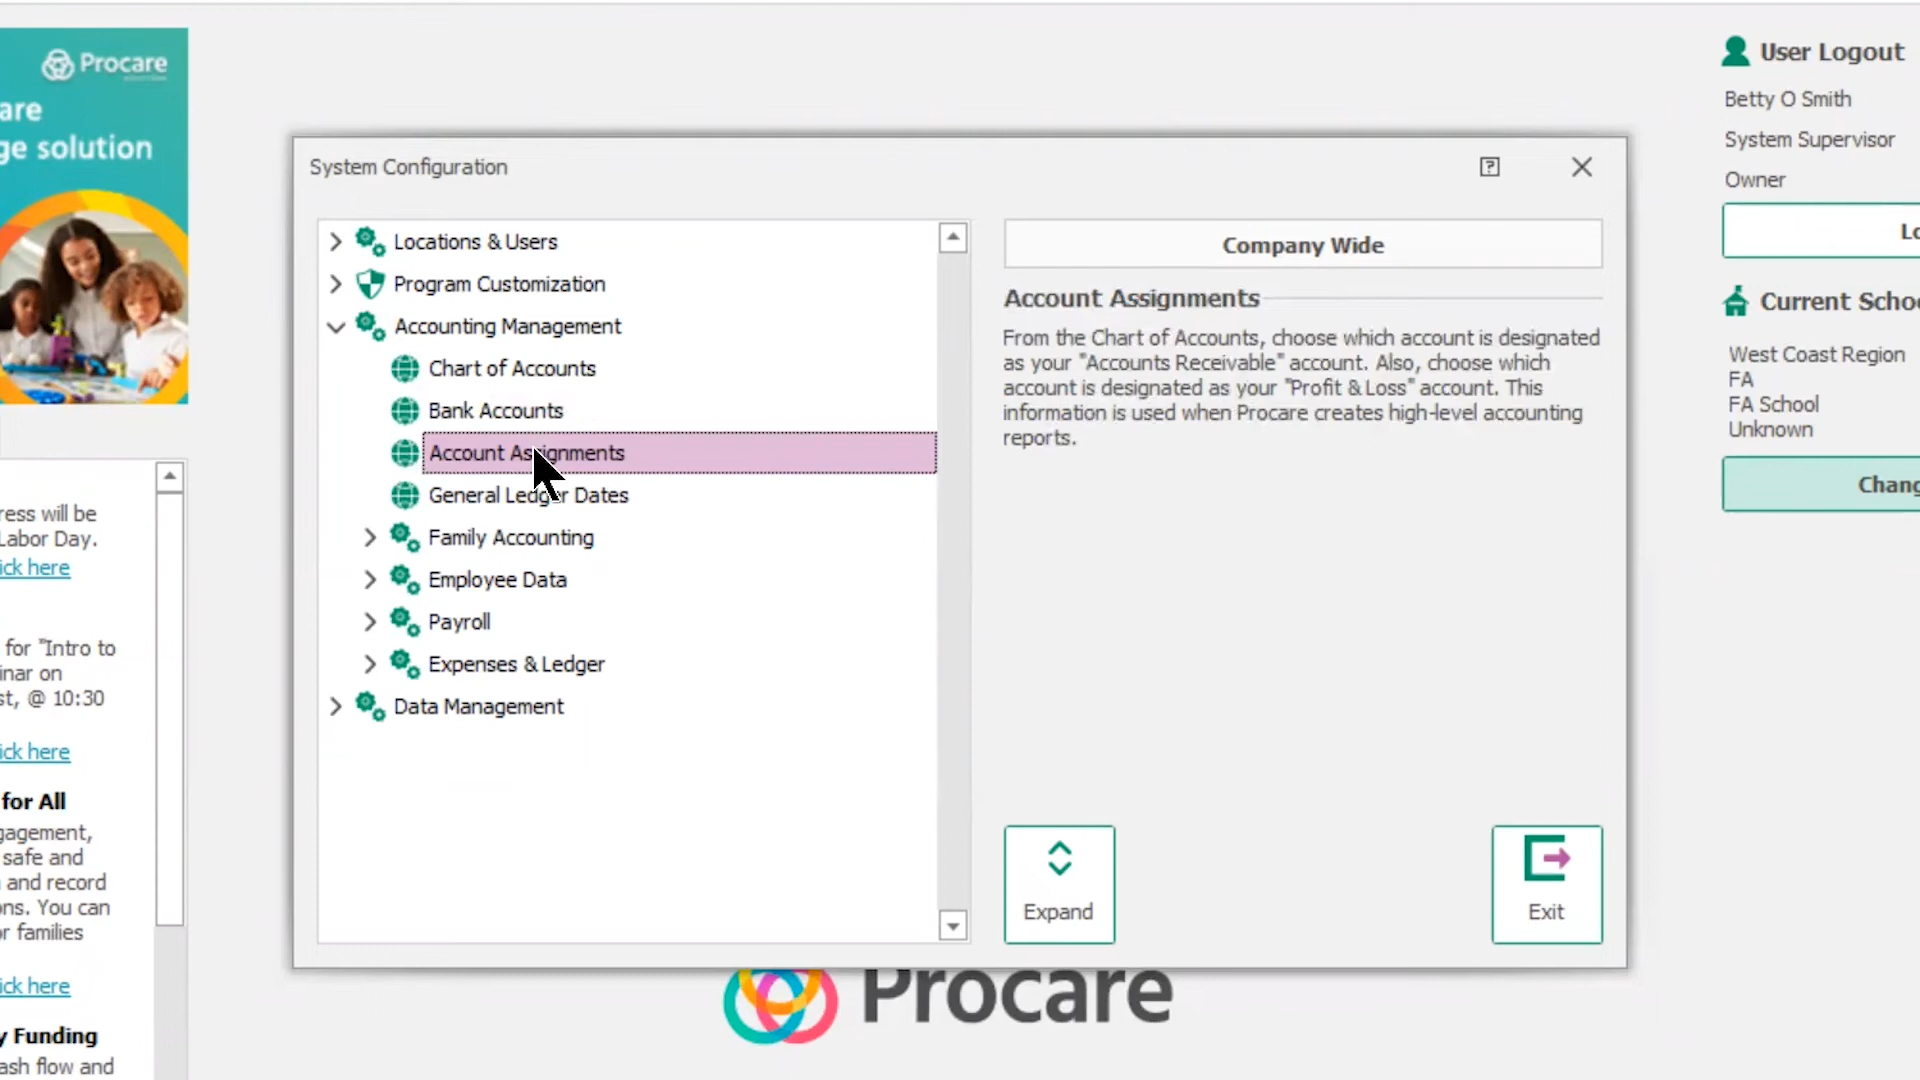 Procare
are
ge solution
ress will be
Labor Day.
ick here
for "Intro to
inar on
st, @ 10:30
ick here
for All
gagement,
safe and
and record
ons. You can
or families
ick here
y Funding
ash flow and
System Configuration
Locations & Users
Program Customization
Accounting Management
Chart of Accounts
Bank Accounts
Account Assignments
General Ledger Dates
Family Accounting
Employee Data
Payroll
Expenses & Ledger
Data Management
Company Wide
Account Assignments
From the Chart of Accounts, choose which account is designated
as your "Accounts Receivable" account. Also, choose which
account is designated as your "Profit & Loss" account. This
information is used when Procare creates high-level accounting
reports.
Expand
Exit
Procare
User Logout
Betty O Smith
System Supervisor
Owner
Lo
Current Schoo
West Coast Region
FA
FA School
Unknown
Chang